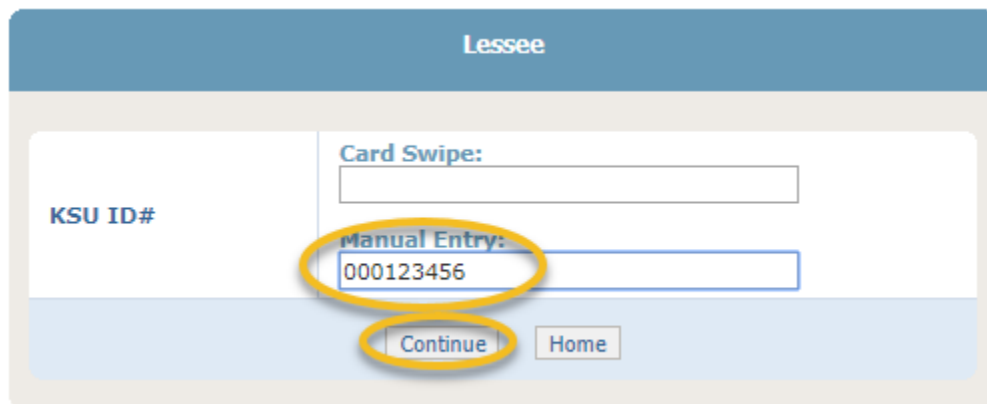 Lessee
Card Swipe:
KSU ID#
Manual Entry:
000123456
Continue Home